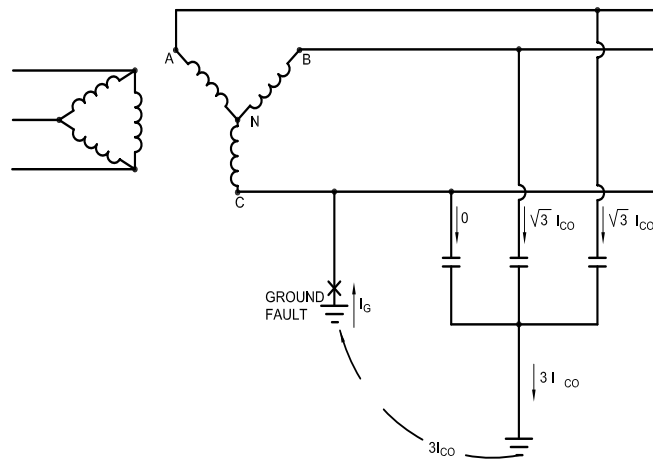 A
B
N
C
0
√3 I_CO
√3 I_CO
GROUND
FAULT
I_G
3 I_CO
3I_CO